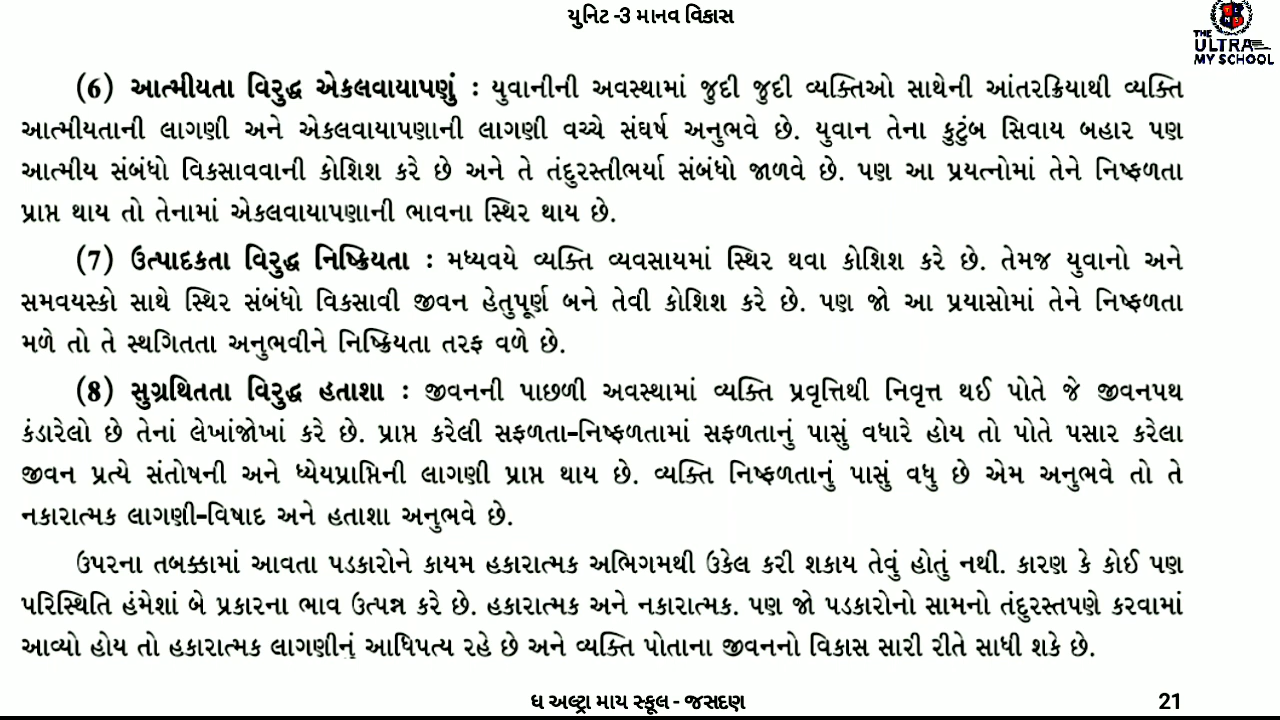 યુનિટ -3 માનવ વિકાસ
THE
ULTRA
MY SCHOOL
(6) આત્મીયતા વિરુદ્ધ એકલવાયાપણું : યુવાનીની અવસ્થામાં જુદી જુદી વ્યક્તિઓ સાથેની આંતરક્રિયાથી વ્યક્તિ
આત્મીયતાની લાગણી અને એકલવાયાપણાની લાગણી વચ્ચે સંઘર્ષ અનુભવે છે. યુવાન તેના કુટુંબ સિવાય બહાર પણ
આત્મીય સંબંધો વિકસાવવાની કોશિશ કરે છે અને તે તંદુરસ્તીભર્યા સંબંધો જાળવે છે. પણ આ પ્રયત્નોમાં તેને નિષ્ફળતા
પ્રાપ્ત થાય તો તેનામાં એકલવાયાપણાની ભાવના સ્થિર થાય છે.
(7) ઉત્પાદકતા વિરુદ્ધ નિષ્ક્રિયતા : મધ્યવયે વ્યક્તિ વ્યવસાયમાં સ્થિર થવા કોશિશ કરે છે. તેમજ યુવાનો અને
સમવયસ્કો સાથે સ્થિર સંબંધો વિકસાવી જીવન હેતુપૂર્ણ બને તેવી કોશિશ કરે છે. પણ જો આ પ્રયાસોમાં તેને નિષ્ફળતા
મળે તો તે સ્થગિતતા અનુભવીને નિષ્ક્રિયતા તરફ વળે છે.
(8) સુગ્રથિતતા વિરુદ્ધ હતાશા : જીવનની પાછળી અવસ્થામાં વ્યક્તિ પ્રવૃત્તિથી નિવૃત્ત થઈ પોતે જે જીવનપથ
કંડારેલો છે તેનાં લેખાંજોખાં કરે છે. પ્રાપ્ત કરેલી સફળતા-નિષ્ફળતામાં સફળતાનું પાસું વધારે હોય તો પોતે પસાર કરેલા
જીવન પ્રત્યે સંતોષની અને ધ્યેયપ્રાપ્તિની લાગણી પ્રાપ્ત થાય છે. વ્યક્તિ નિષ્ફળતાનું પાસું વધુ છે એમ અનુભવે તો તે
નકારાત્મક લાગણી-વિષાદ અને હતાશા અનુભવે છે.
ઉપરના તબક્કામાં આવતા પડકારોને કાયમ હકારાત્મક અભિગમથી ઉકેલ કરી શકાય તેવું હોતું નથી. કારણ કે કોઈ પણ
પરિસ્થિતિ હંમેશાં બે પ્રકારના ભાવ ઉત્પન્ન કરે છે. હકારાત્મક અને નકારાત્મક. પણ જો પડકારોનો સામનો તંદુરસ્તપણે કરવામાં
આવ્યો હોય તો હકારાત્મક લાગણીનું આધિપત્ય રહે છે અને વ્યક્તિ પોતાના જીવનનો વિકાસ સારી રીતે સાધી શકે છે.
ધ અલ્ટ્રા માય સ્કૂલ - જસદણ
21